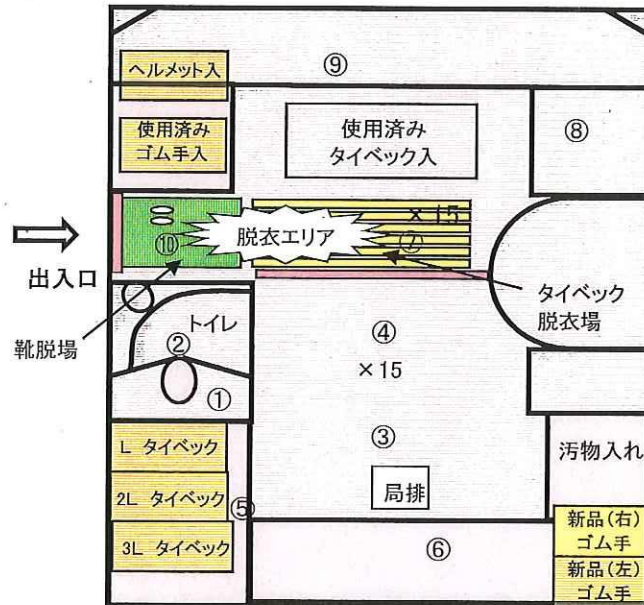 ⑨
ヘルメット入
使用済み
ゴム手入
使用済み
タイベック入
⑧
×15
⑩
脱衣エリア
⑦
出入口
靴脱場
トイレ
②
①
④
×15
タイベック
脱衣場
③
局排
L タイベック
2L タイベック
⑤
3L タイベック
⑥
汚物入れ
新品(右)
ゴム手
新品(左)
ゴム手